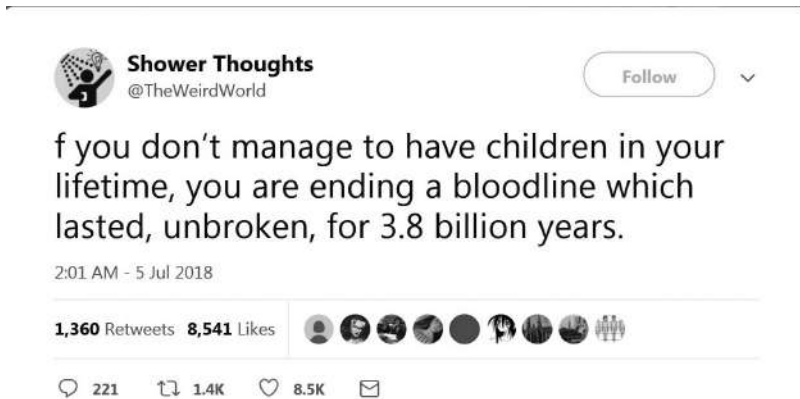 Shower Thoughts
@TheWeirdWorld
Follow
f you don't manage to have children in your
lifetime, you are ending a bloodline which
lasted, unbroken, for 3.8 billion years.
2:01 AM - 5 Jul 2018
1,360 Retweets 8,541 Likes
221 1.4K 8.5K